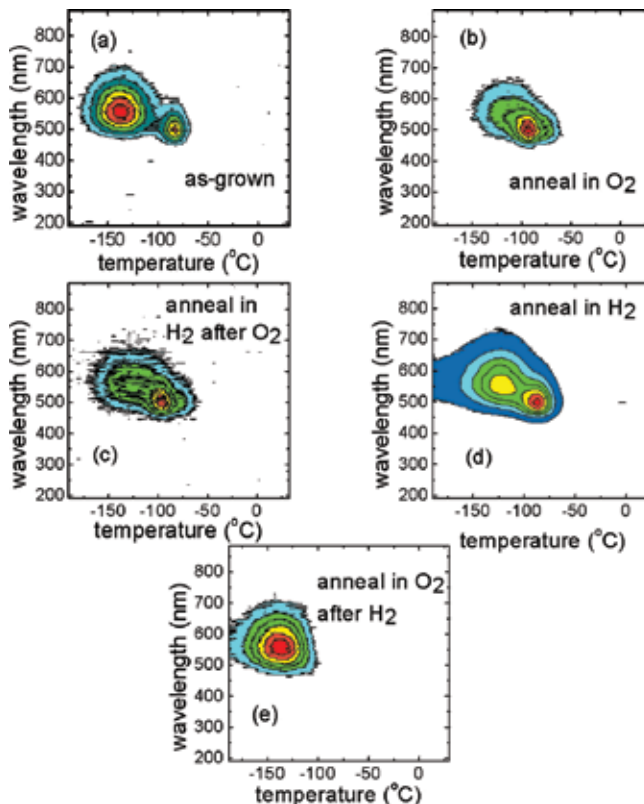 (a)
wavelength (nm)
800
700
600
500
400
300
200
as-grown
-150 -100 -50 0
temperature (°C)
(b)
wavelength (nm)
800
700
600
500
400
300
200
anneal in O2
-150 -100 -50 0
temperature (°C)
anneal in
H2 after O2
wavelength (nm)
800
700
600
500
400
300
200
(c)
-150 -100 -50 0
temperature (°C)
anneal in H2
wavelength (nm)
800
700
600
500
400
300
200
(d)
-150 -100 -50 0
temperature (°C)
anneal in O2
after H2
wavelength (nm)
800
700
600
500
400
300
200
(e)
-150 -100 -50 0
temperature (°C)